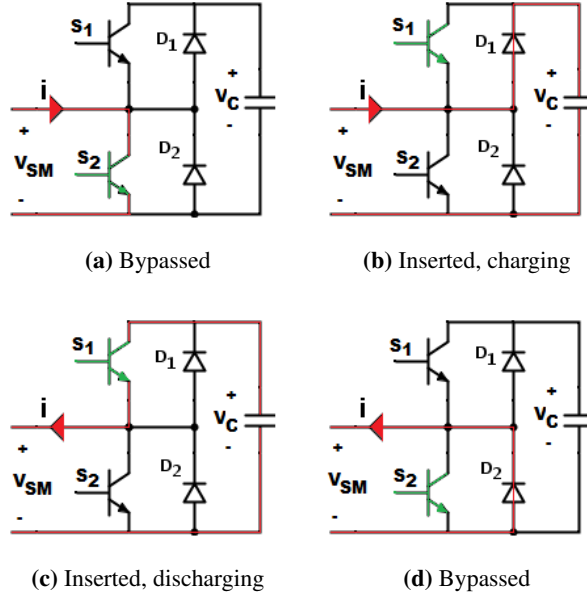 S1
D1
+
i
VC
+
-
S2
D2
VSM
-
(a) Bypassed
S1
D1
+
i
VC
+
-
S2
D2
VSM
-
(b) Inserted, charging
S1
D1
+
i
VC
+
-
S2
D2
VSM
-
(c) Inserted, discharging
S1
D1
+
i
VC
+
-
S2
D2
VSM
-
(d) Bypassed